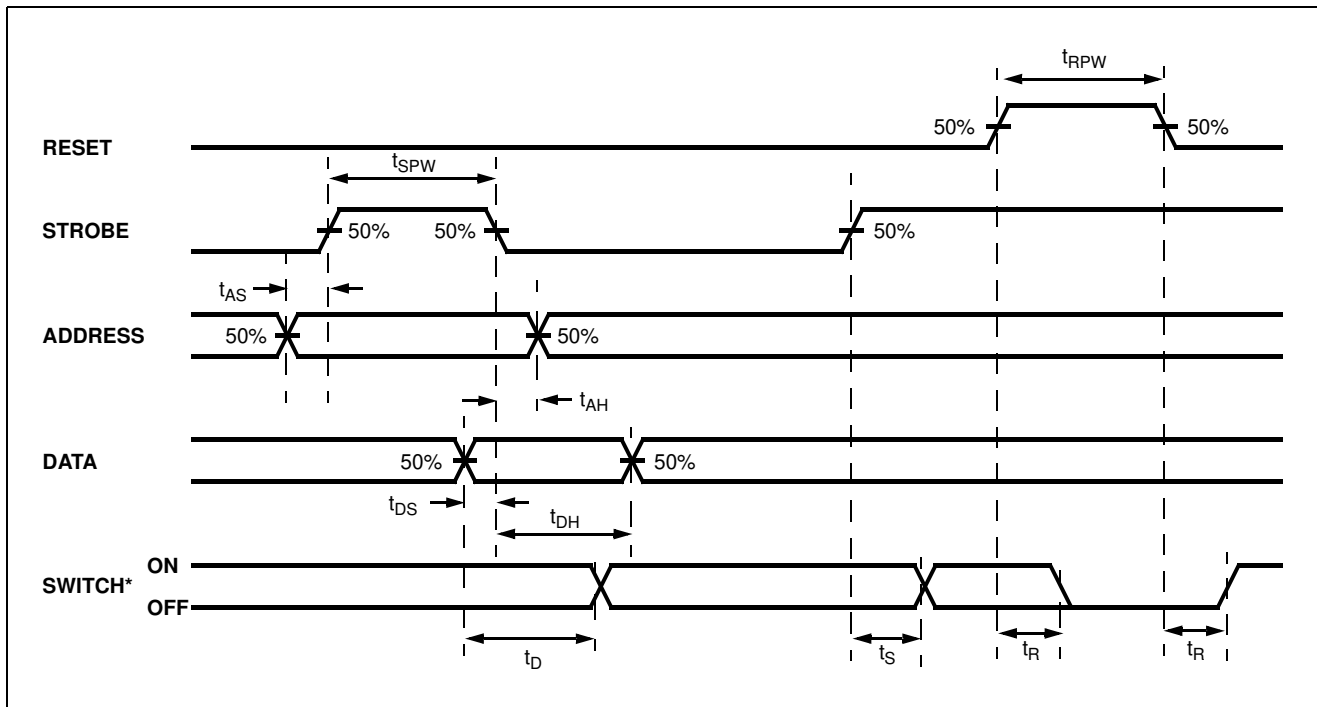 tRPW
50% 50%
RESET
tSPW
50% 50% 50%
STROBE
tAS
50% 50%
ADDRESS
tAH
50% 50%
DATA
tDS tDH
ON
SWITCH*
OFF
tD tS tR tR